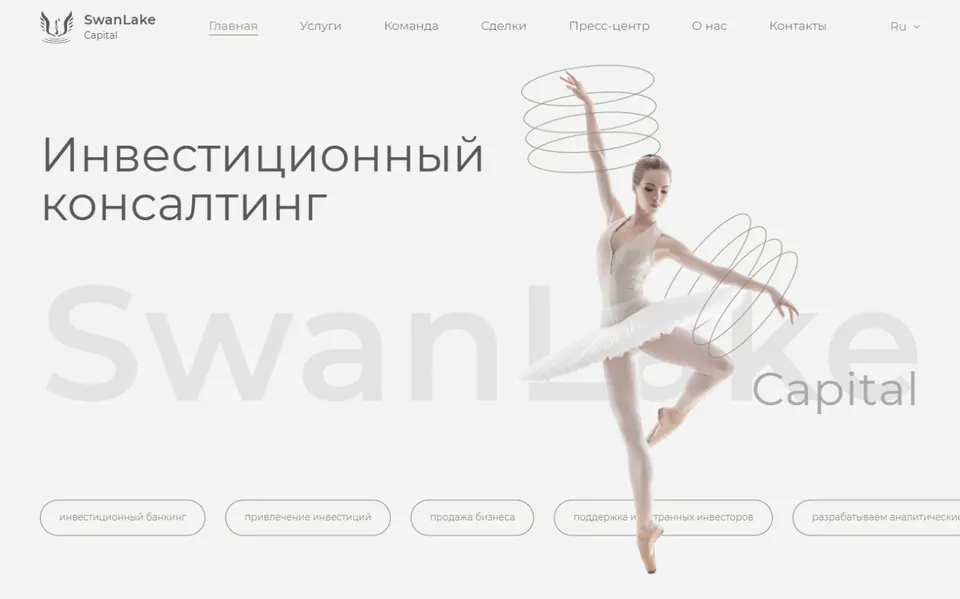 SwanLake
Capital
Главная
Услуги
Команда
Сделки
Пресс-центр
О нас
Контакты
Ru
Инвестиционный
консалтинг
SwanLake
Capital
инвестиционный банкинг
привлечение инвестиций
продажа бизнеса
поддержка иностранных инвесторов
разрабатываем аналитические